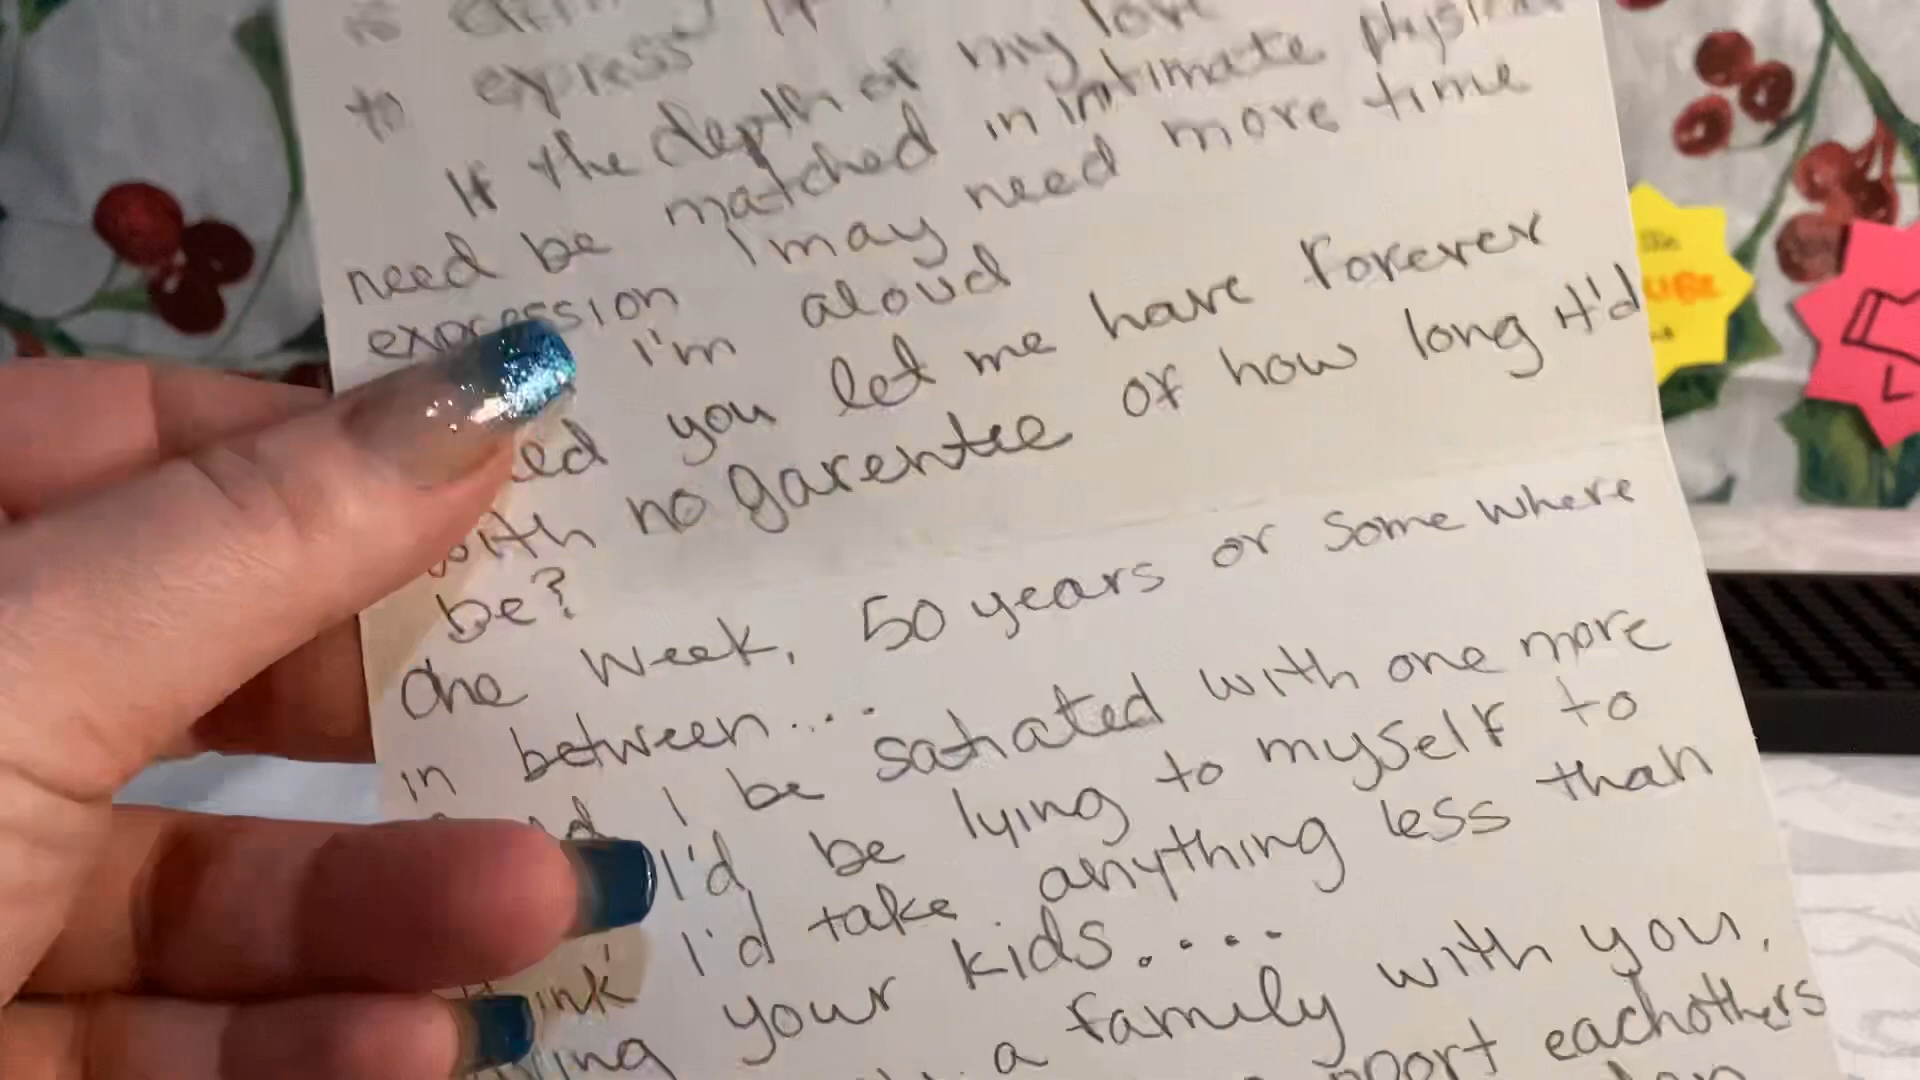 to express it
If the depth of my love
need be matched in intimate
expression I may need more time
I'm aloud
you let me have forever
with no garentee of how long it'd
be?
One week, 50 years or some where
in between....
I be satiated with one more
I'd be lying to myself to
I'd take anything less than
your kids....
a family with you,
eachothers